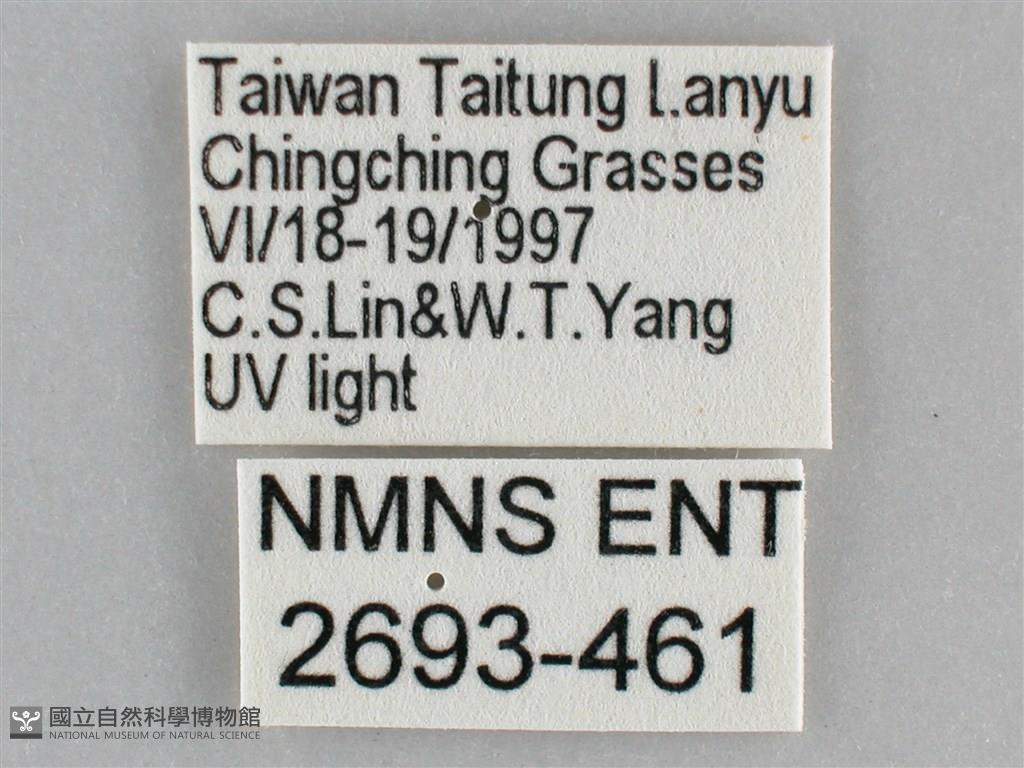 Taiwan Taitung Lanyu
Chingching Grasses
VI/18-19/1997
C.S.Lin&W.T.Yang
UV light
NMNS ENT
2693-461
國立自然科學博物館
NATIONAL MUSEUM OF NATURAL SCIENCE